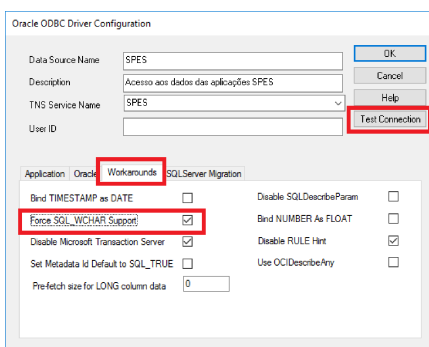 Oracle ODBC Driver Configuration
Data Source Name SPES OK
Description Acesso aos dados das aplicações SPES Cancel
TNS Service Name SPES Help
User ID Test Connection
Application Oracle Workarounds SQLServer Migration
Bind TIMESTAMP as DATE Disable SQLDescribeParam
Force SQL_WCHAR Support Bind NUMBER As FLOAT
Disable Microsoft Transaction Server Disable RULE Hint
Set Metadata Id Default to SQL_TRUE Use OCIDescribeAny
Pre-fetch size for LONG column data 0